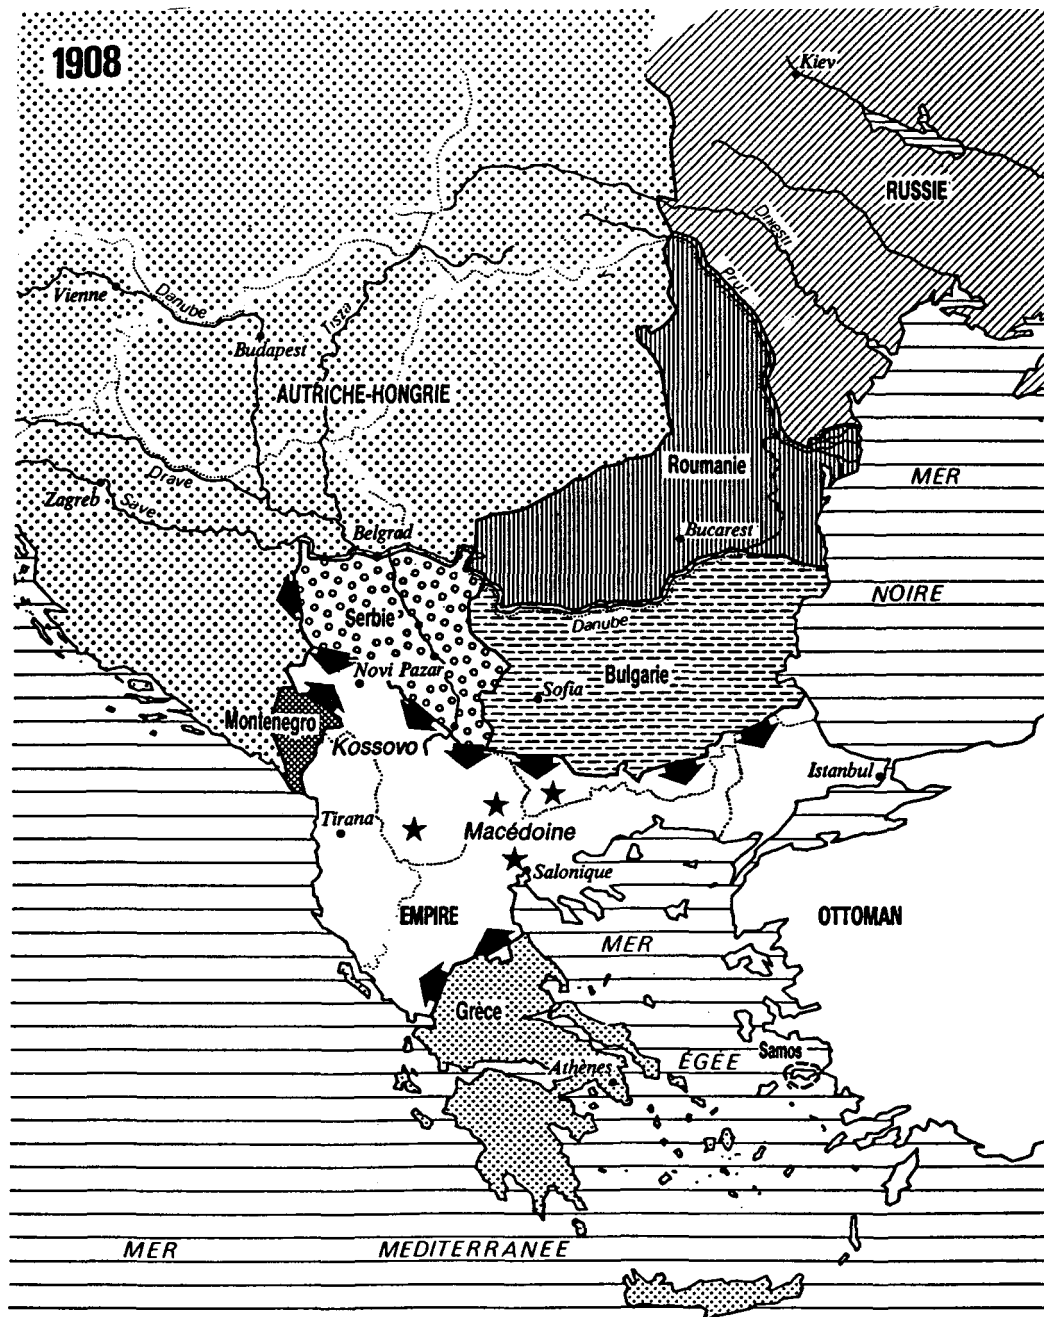 1908
Kiev
RUSSIE
Dniestr
Prut
Vienne
Danube
Tisza
Budapest
AUTRICHE-HONGRIE
Drave
Zagreb
Save
Roumanie
MER
Belgrad
Bucarest
NOIRE
Serbie
Danube
Novi Pazar
Bulgarie
Sofia
Montenegro
Kossovo
Istanbul
Tirana
Macédoine
Salonique
EMPIRE
OTTOMAN
MER
Grèce
ÉGÉE
Samos
Athènes
MER
MEDITERRANEE